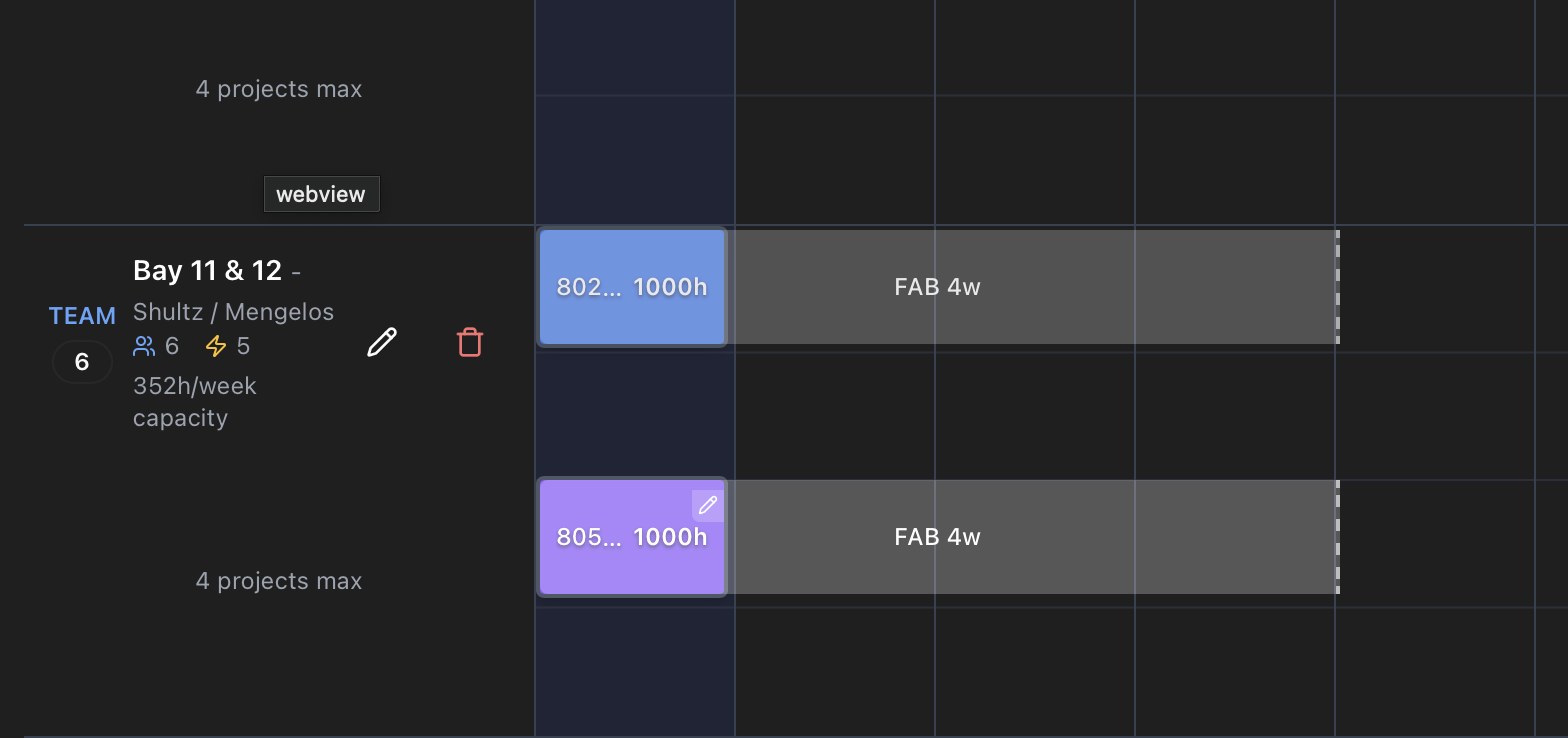 4 projects max
webview
Bay 11 & 12 -
TEAM
Shultz / Mengelos
6
6 5
352h/week
capacity
4 projects max
802... 1000h
FAB 4w
805... 1000h
FAB 4w